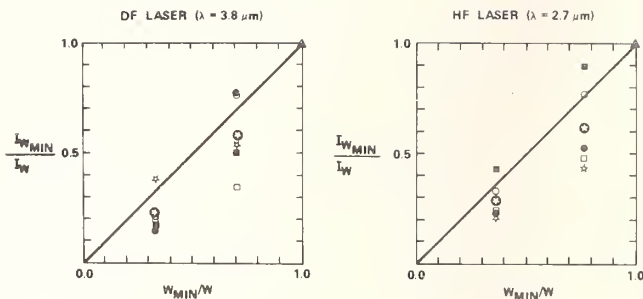 DF LASER (λ = 3.8 μm)
1.0
I_W_MIN
I_W
0.5
0.0
W_MIN/W
1.0
HF LASER (λ = 2.7 μm)
1.0
I_W_MIN
I_W
0.5
0.0
W_MIN/W
1.0